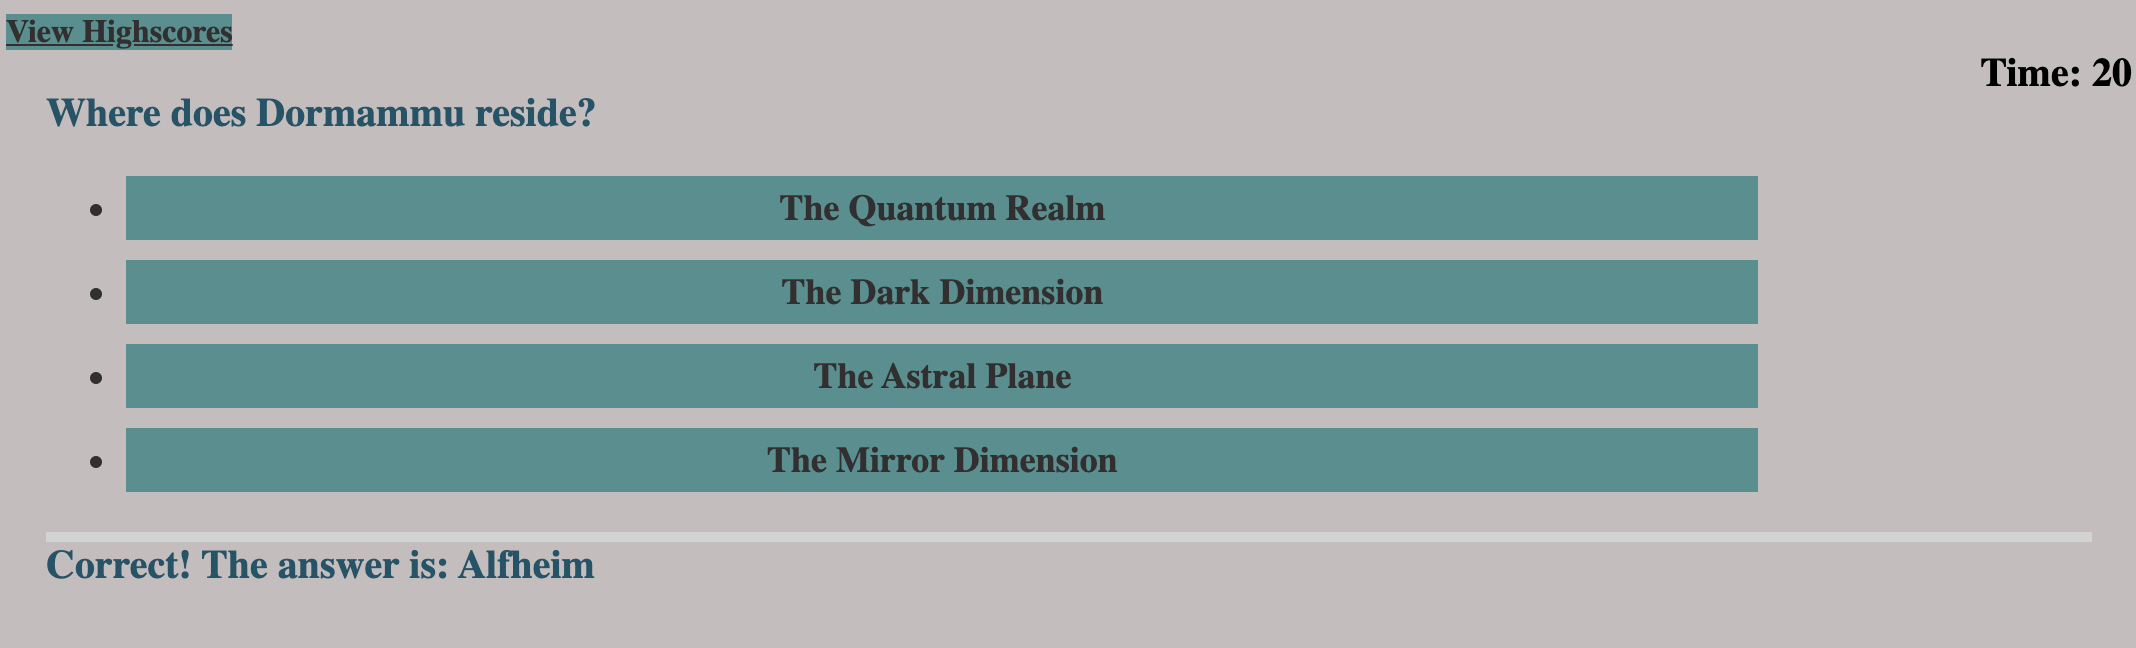 View Highscores
Time: 20
Where does Dormammu reside?
The Quantum Realm
The Dark Dimension
The Astral Plane
The Mirror Dimension
Correct! The answer is: Alfheim